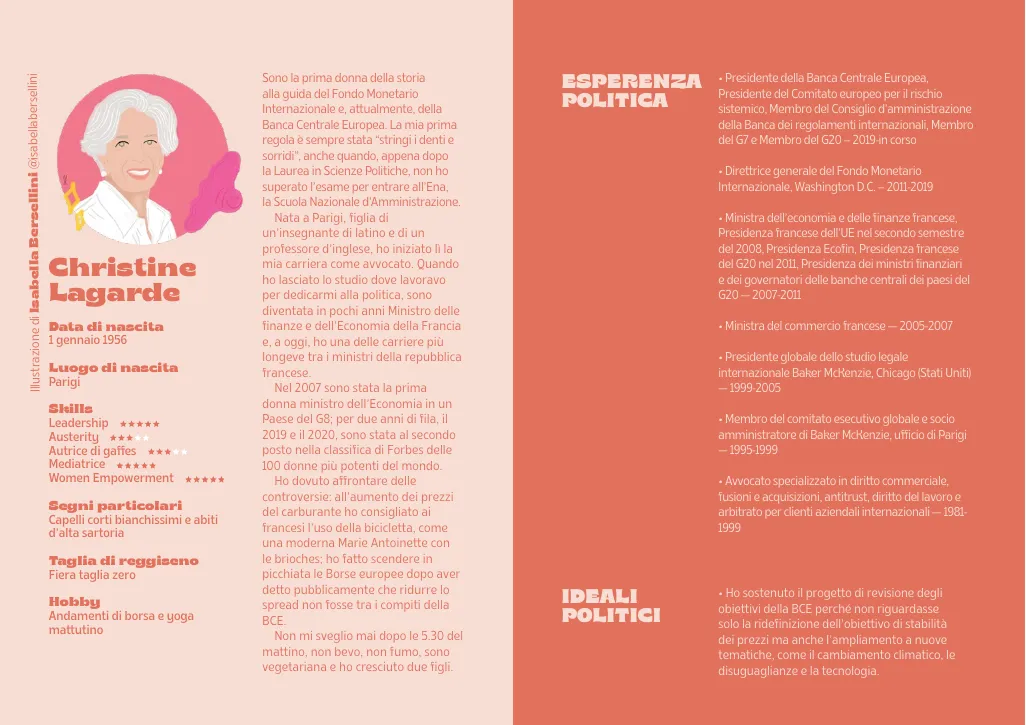 Illustrazione di Isabella Bersellini @isabellabersellini
Christine
Lagarde
Data di nascita
1 gennaio 1956
Luogo di nascita
Parigi
Skills
Leadership ★★★★★
Austerity ★★★★★
Autrice di gaffes ★★★★★
Mediatrice ★★★★★
Women Empowerment ★★★★★
Segni particolari
Capelli corti bianchissimi e abiti
d'alta sartoria
Taglia di reggiseno
Fiera taglia zero
Hobby
Andamenti di borsa e yoga
mattutino
Sono la prima donna della storia
alla guida del Fondo Monetario
Internazionale e, attualmente, della
Banca Centrale Europea. La mia prima
regola è sempre stata "stringi i denti e
sorridi", anche quando, appena dopo
la Laurea in Scienze Politiche, non ho
superato l'esame per entrare all'Ena,
la Scuola Nazionale d'Amministrazione.
Nata a Parigi, figlia di
un'insegnante di latino e di un
professore d'inglese, ho iniziato lì la
mia carriera come avvocato. Quando
ho lasciato lo studio dove lavoravo
per dedicarmi alla politica, sono
diventata in pochi anni Ministro delle
finanze e dell'Economia della Francia
e, a oggi, ho una delle carriere più
longeve tra i ministri della repubblica
francese.
Nel 2007 sono stata la prima
donna ministro dell'Economia in un
Paese del G8; per due anni di fila, il
2019 e il 2020, sono stata al secondo
posto nella classifica di Forbes delle
100 donne più potenti del mondo.
Ho dovuto affrontare delle
controversie: all'aumento dei prezzi
del carburante ho consigliato ai
francesi l'uso della bicicletta, come
una moderna Marie Antoinette con
le brioches; ho fatto scendere in
picchiata le Borse europee dopo aver
detto pubblicamente che ridurre lo
spread non fosse tra i compiti della
BCE.
Non mi sveglio mai dopo le 5.30 del
mattino, non bevo, non fumo, sono
vegetariana e ho cresciuto due figli.
ESPERENZA
POLITICA
• Presidente della Banca Centrale Europea,
Presidente del Comitato europeo per il rischio
sistemico, Membro del Consiglio d'amministrazione
della Banca dei regolamenti internazionali, Membro
del G7 e Membro del G20 – 2019-in corso
• Direttrice generale del Fondo Monetario
Internazionale, Washington D.C. – 2011-2019
• Ministra dell'economia e delle finanze francese,
Presidenza francese dell'UE nel secondo semestre
del 2008, Presidenza Ecofin, Presidenza francese
del G20 nel 2011, Presidenza dei ministri finanziari
e dei governatori delle banche centrali dei paesi del
G20 — 2007-2011
• Ministra del commercio francese — 2005-2007
• Presidente globale dello studio legale
internazionale Baker McKenzie, Chicago (Stati Uniti)
— 1999-2005
• Membro del comitato esecutivo globale e socio
amministratore di Baker McKenzie, ufficio di Parigi
— 1995-1999
• Avvocato specializzato in diritto commerciale,
fusioni e acquisizioni, antitrust, diritto del lavoro e
arbitrato per clienti aziendali internazionali — 1981-
1999
IDEALI
POLITICI
• Ho sostenuto il progetto di revisione degli
obiettivi della BCE perché non riguardasse
solo la ridefinizione dell'obiettivo di stabilità
dei prezzi ma anche l'ampliamento a nuove
tematiche, come il cambiamento climatico, le
disuguaglianze e la tecnologia.